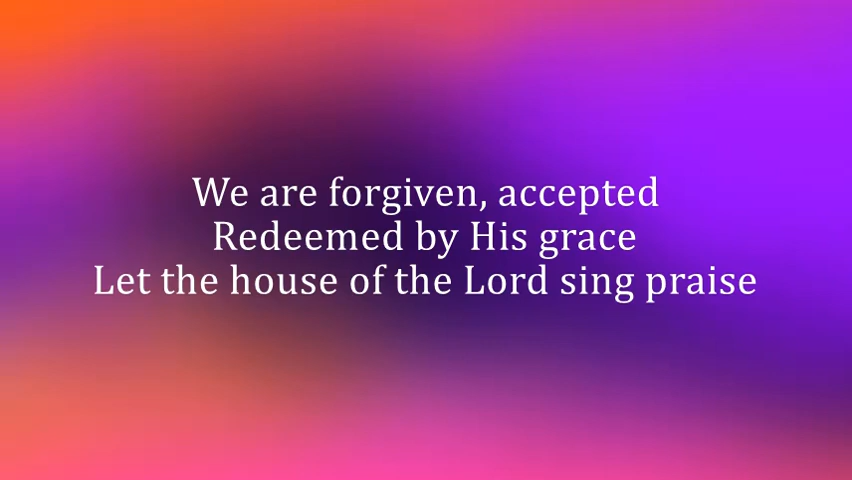 We are forgiven, accepted
Redeemed by His grace
Let the house of the Lord sing praise